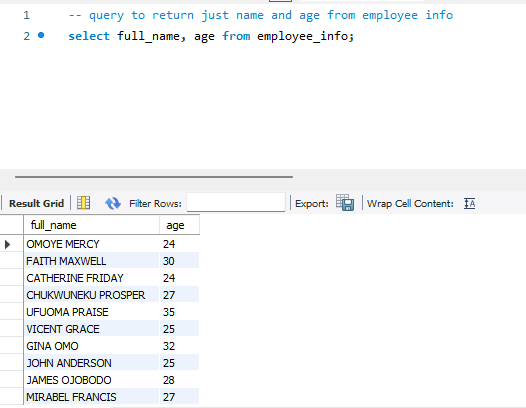 1 -- query to return just name and age from employee info
2 select full_name, age from employee_info;
Result Grid Filter Rows: Export: Wrap Cell Content: IA
full_name age
OMOYE MERCY 24
FAITH MAXWELL 30
CATHERINE FRIDAY 24
CHUKWUNEKU PROSPER 27
UFUOMA PRAISE 35
VICENT GRACE 25
GINA OMO 32
JOHN ANDERSON 25
JAMES OJOBODO 28
MIRABEL FRANCIS 27